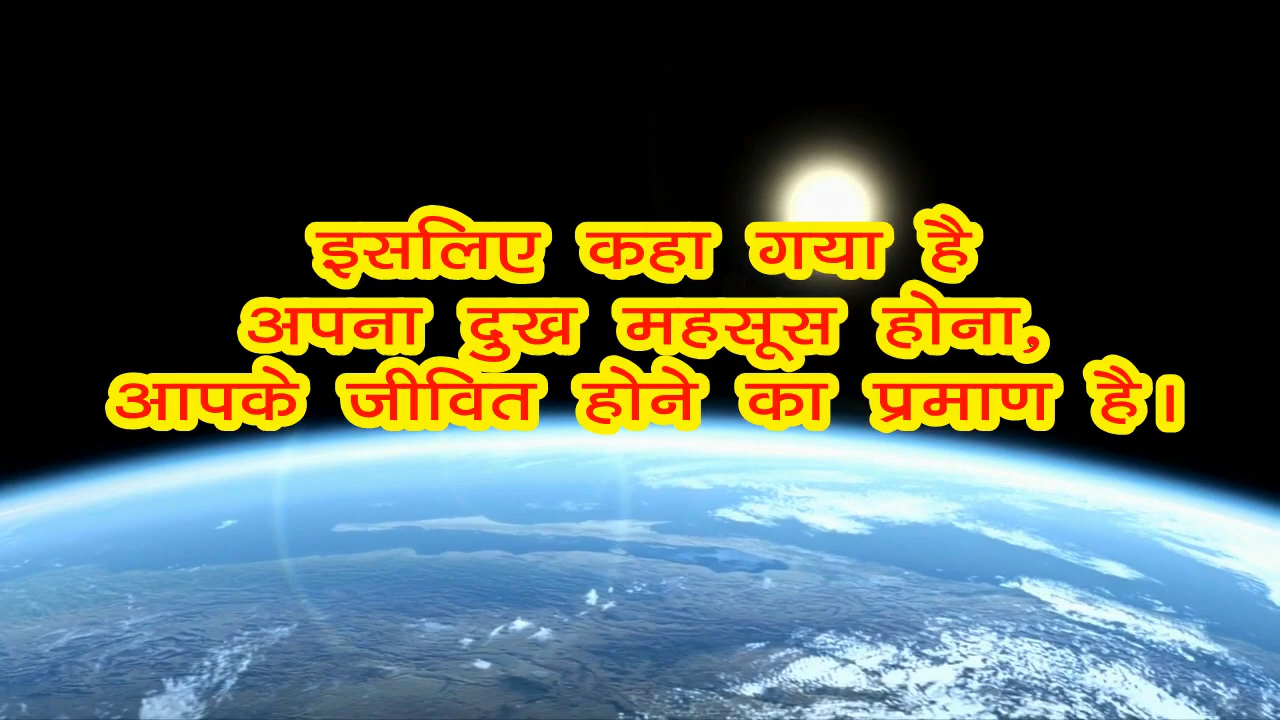 इसलिए कहा गया है
अपना दुख महसूस होना,
आपके जीवित होने का प्रमाण है।